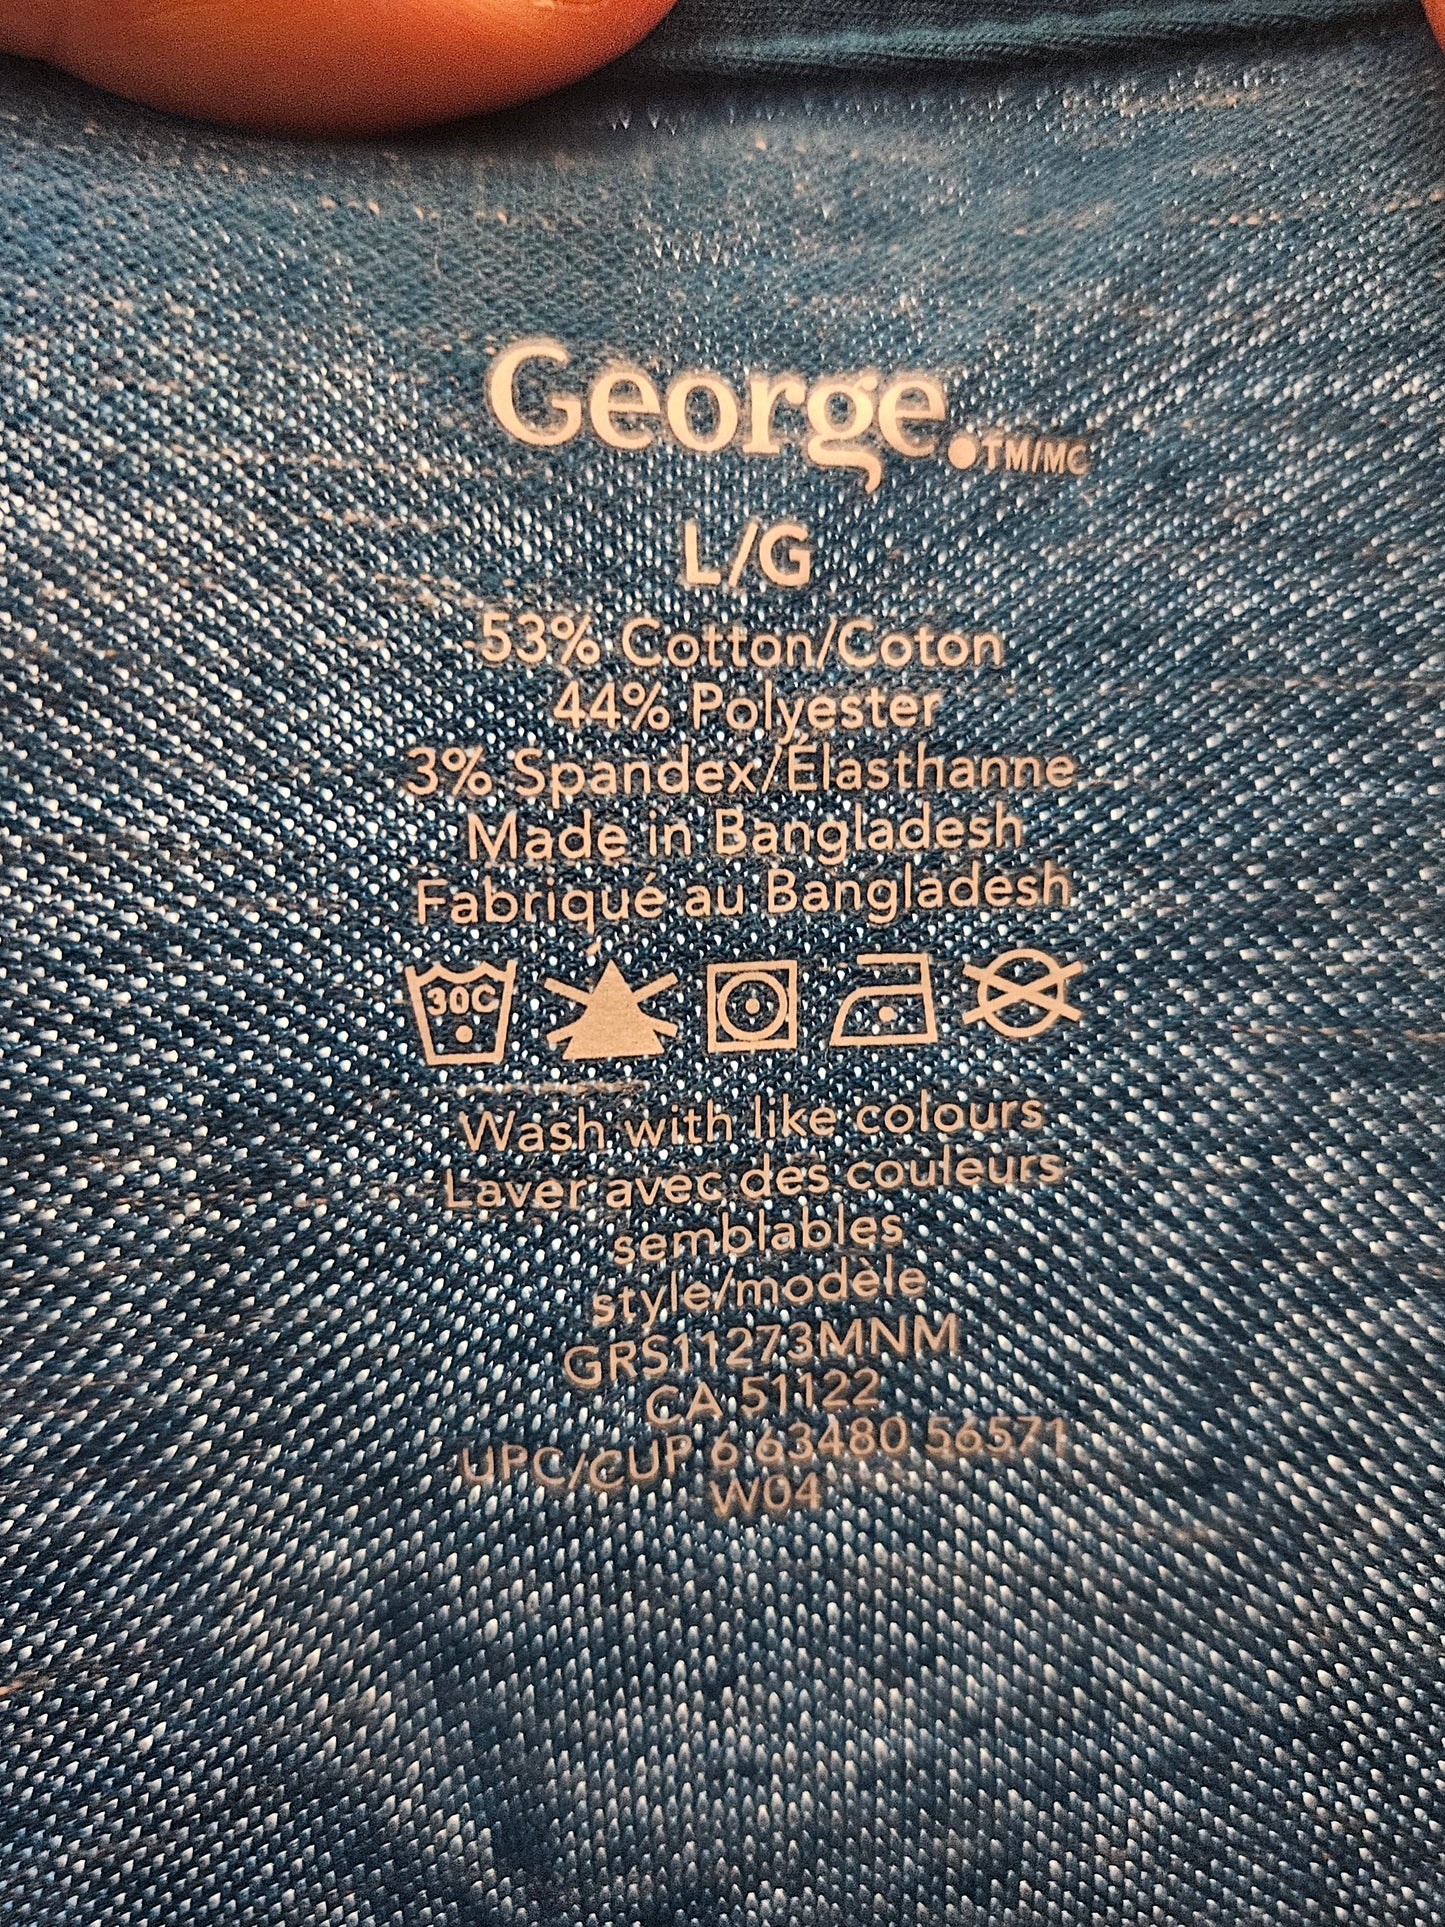 George.TM/MC
L/G
53% Cotton/Coton
44% Polyester
3% Spandex/Élasthanne
Made in Bangladesh
Fabriqué au Bangladesh
30C
Wash with like colours
Laver avec des couleurs
semblables
style/modèle
GRS11273MNM
CA 51122
UPC/CUP 6 63480 56571
W04